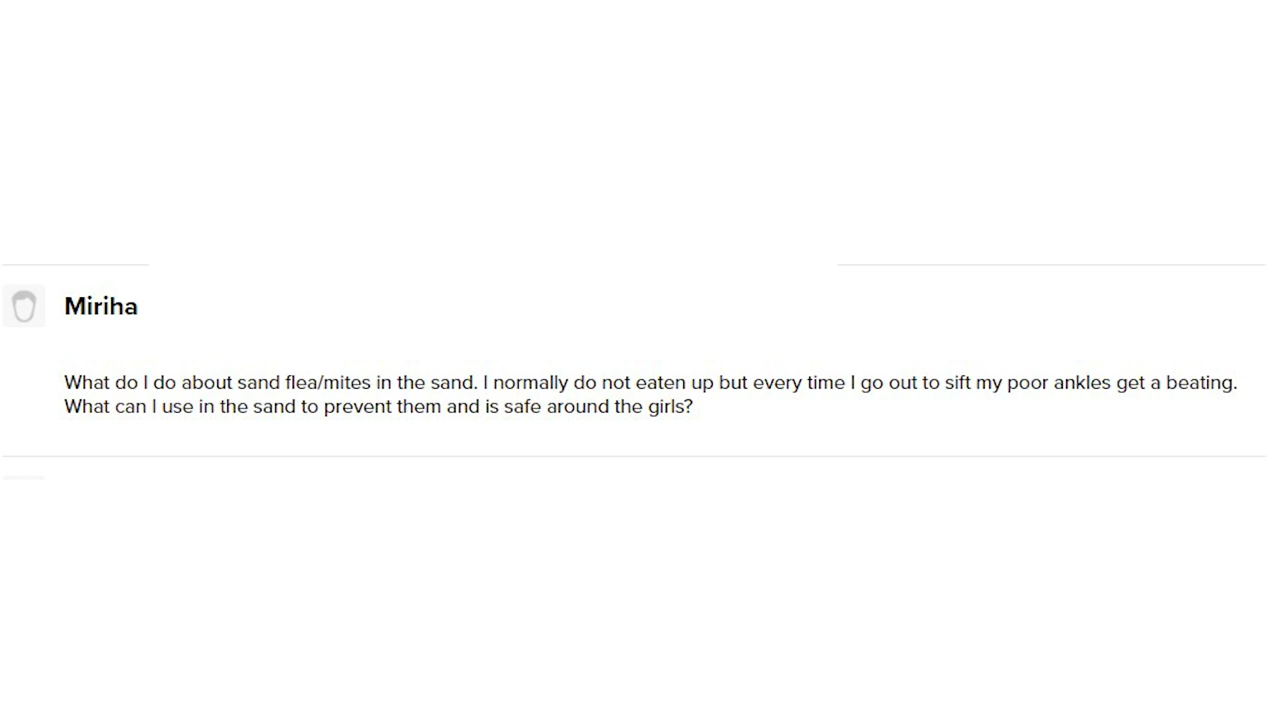 Miriha
What do I do about sand flea/mites in the sand. I normally do not eaten up but every time I go out to sift my poor ankles get a beating.
What can I use in the sand to prevent them and is safe around the girls?